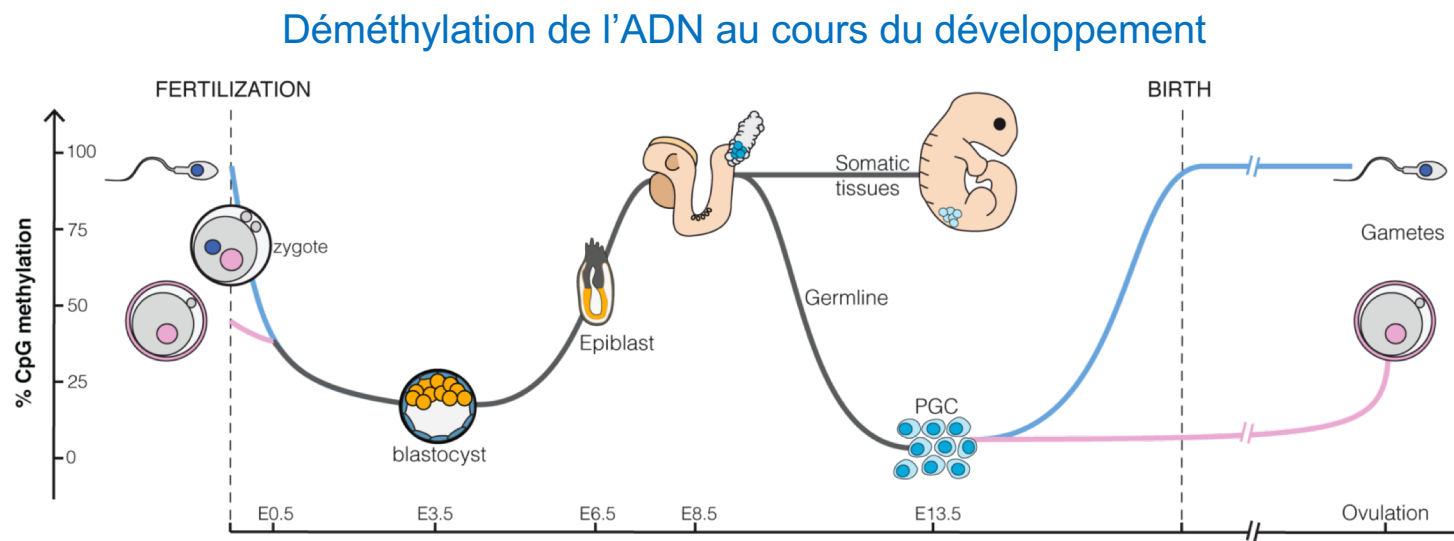 Déméthylation de l’ADN au cours du développement
FERTILIZATION
BIRTH
% CpG methylation
100
75
50
25
0
zygote
blastocyst
Epiblast
Somatic
tissues
Germline
PGC
Gametes
E0.5
E3.5
E6.5
E8.5
E13.5
Ovulation